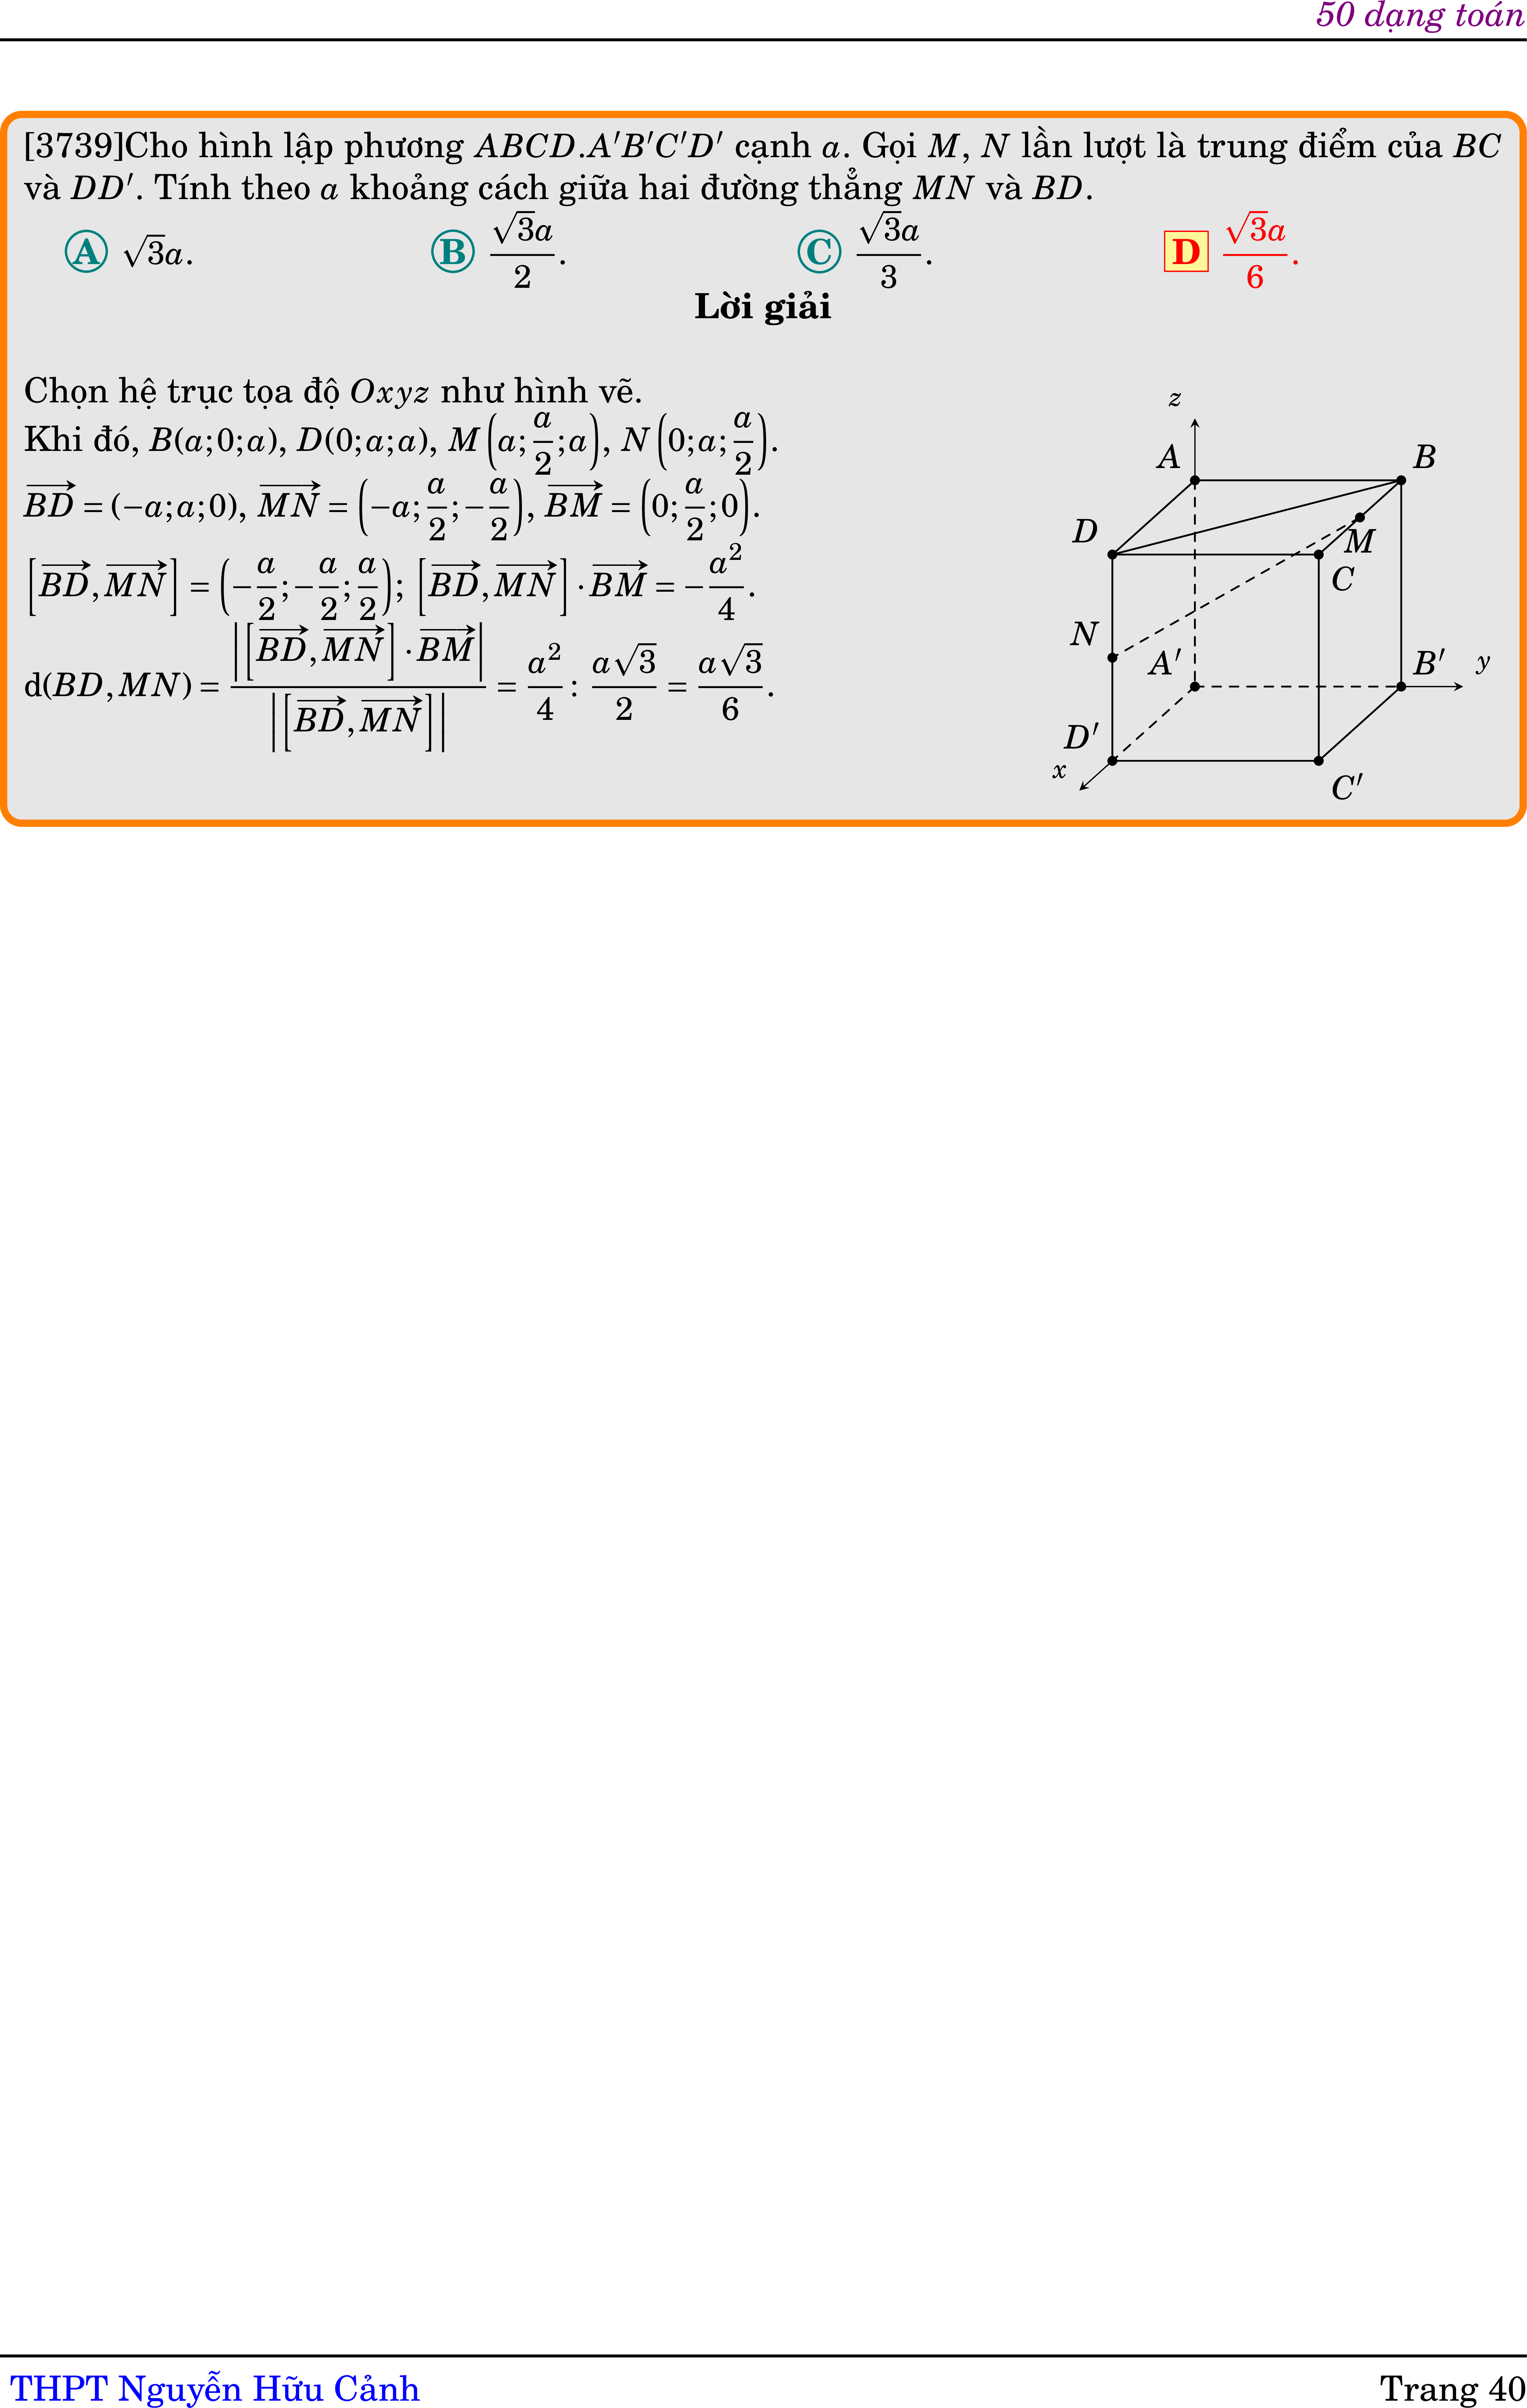 50 dạng toán
[3739]Cho hình lập phương ABCD.A′B′C′D′ cạnh a. Gọi M, N lần lượt là trung điểm của BC
và DD′. Tính theo a khoảng cách giữa hai đường thẳng MN và BD.
A $\sqrt{3}a$. B $\frac{\sqrt{3}a}{2}$. C $\frac{\sqrt{3}a}{3}$. D $\frac{\sqrt{3}a}{6}$.
Lời giải
Chọn hệ trục tọa độ Oxyz như hình vẽ.
Khi đó, $B(a;0;a)$, $D(0;a;a)$, $M\left(a;\frac{a}{2};a\right)$, $N\left(0;a;\frac{a}{2}\right)$.
$\overrightarrow{BD} = (-a;a;0)$, $\overrightarrow{MN} = \left(-a;\frac{a}{2};-\frac{a}{2}\right)$, $\overrightarrow{BM} = \left(0;\frac{a}{2};0\right)$.
$\left[\overrightarrow{BD},\overrightarrow{MN}\right] = \left(-\frac{a}{2};-\frac{a}{2};\frac{a}{2}\right)$; $\left[\overrightarrow{BD},\overrightarrow{MN}\right] \cdot \overrightarrow{BM} = -\frac{a^2}{4}$.
$d(BD,MN) = \frac{\left|\left[\overrightarrow{BD},\overrightarrow{MN}\right] \cdot \overrightarrow{BM}\right|}{\left|\left[\overrightarrow{BD},\overrightarrow{MN}\right]\right|} = \frac{a^2}{4} : \frac{a\sqrt{3}}{2} = \frac{a\sqrt{3}}{6}$.
z
A
B
D
M
C
N
A′
B′
y
D′
x
C′
THPT Nguyễn Hữu Cảnh
Trang 40